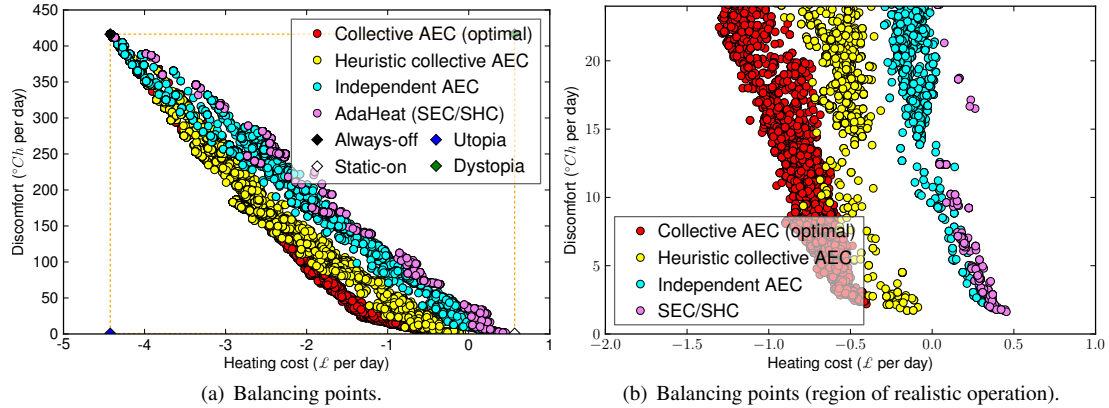 450
400
350
300
250
200
150
100
50
0
Discomfort (°Ch per day)
-5
-4
-3
-2
-1
0
1
Heating cost (£ per day)
Collective AEC (optimal)
Heuristic collective AEC
Independent AEC
AdaHeat (SEC/SHC)
Always-off
Utopia
Static-on
Dystopia
(a) Balancing points.
20
15
10
5
0
Discomfort (°Ch per day)
−2.0
−1.5
−1.0
−0.5
0.0
0.5
1.0
Heating cost (£ per day)
Collective AEC (optimal)
Heuristic collective AEC
Independent AEC
SEC/SHC
(b) Balancing points (region of realistic operation).